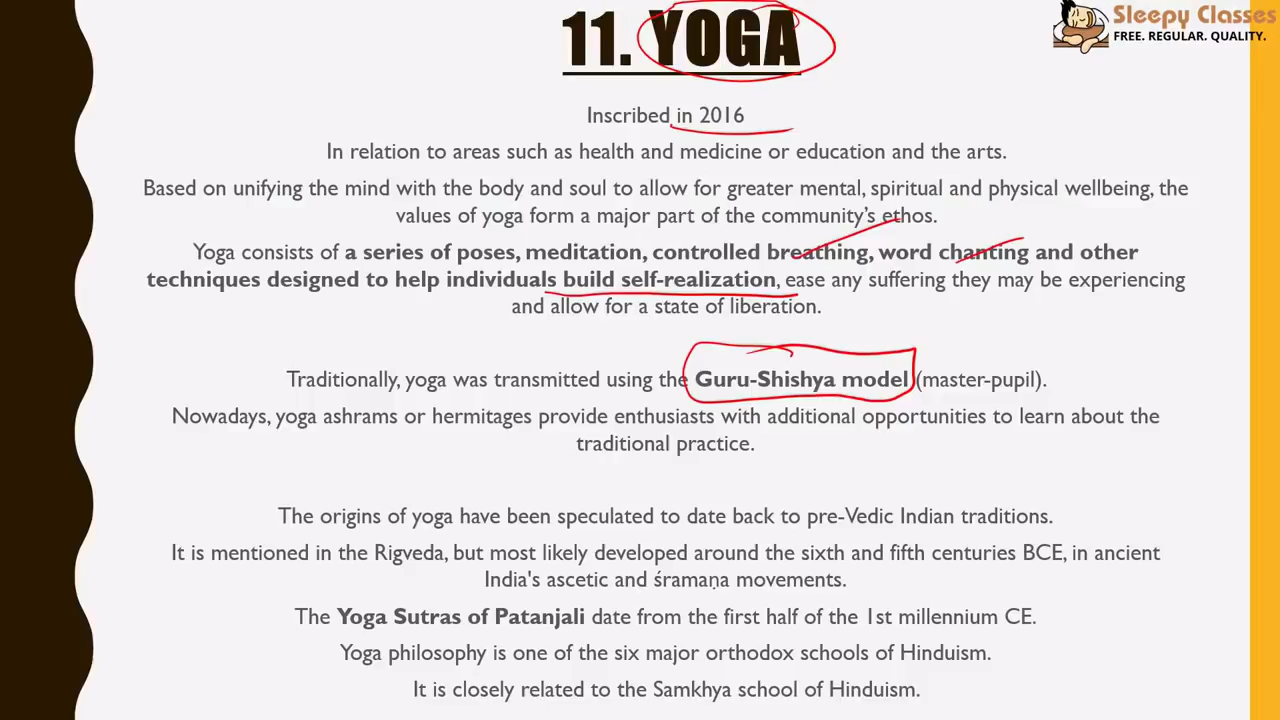 11. YOGA
Sleepy Classes
FREE. REGULAR. QUALITY.
Inscribed in 2016
In relation to areas such as health and medicine or education and the arts.
Based on unifying the mind with the body and soul to allow for greater mental, spiritual and physical wellbeing, the
values of yoga form a major part of the community's ethos.
Yoga consists of a series of poses, meditation, controlled breathing, word chanting and other
techniques designed to help individuals build self-realization, ease any suffering they may be experiencing
and allow for a state of liberation.
Traditionally, yoga was transmitted using the Guru-Shishya model (master-pupil).
Nowadays, yoga ashrams or hermitages provide enthusiasts with additional opportunities to learn about the
traditional practice.
The origins of yoga have been speculated to date back to pre-Vedic Indian traditions.
It is mentioned in the Rigveda, but most likely developed around the sixth and fifth centuries BCE, in ancient
India's ascetic and śramaṇa movements.
The Yoga Sutras of Patanjali date from the first half of the 1st millennium CE.
Yoga philosophy is one of the six major orthodox schools of Hinduism.
It is closely related to the Samkhya school of Hinduism.